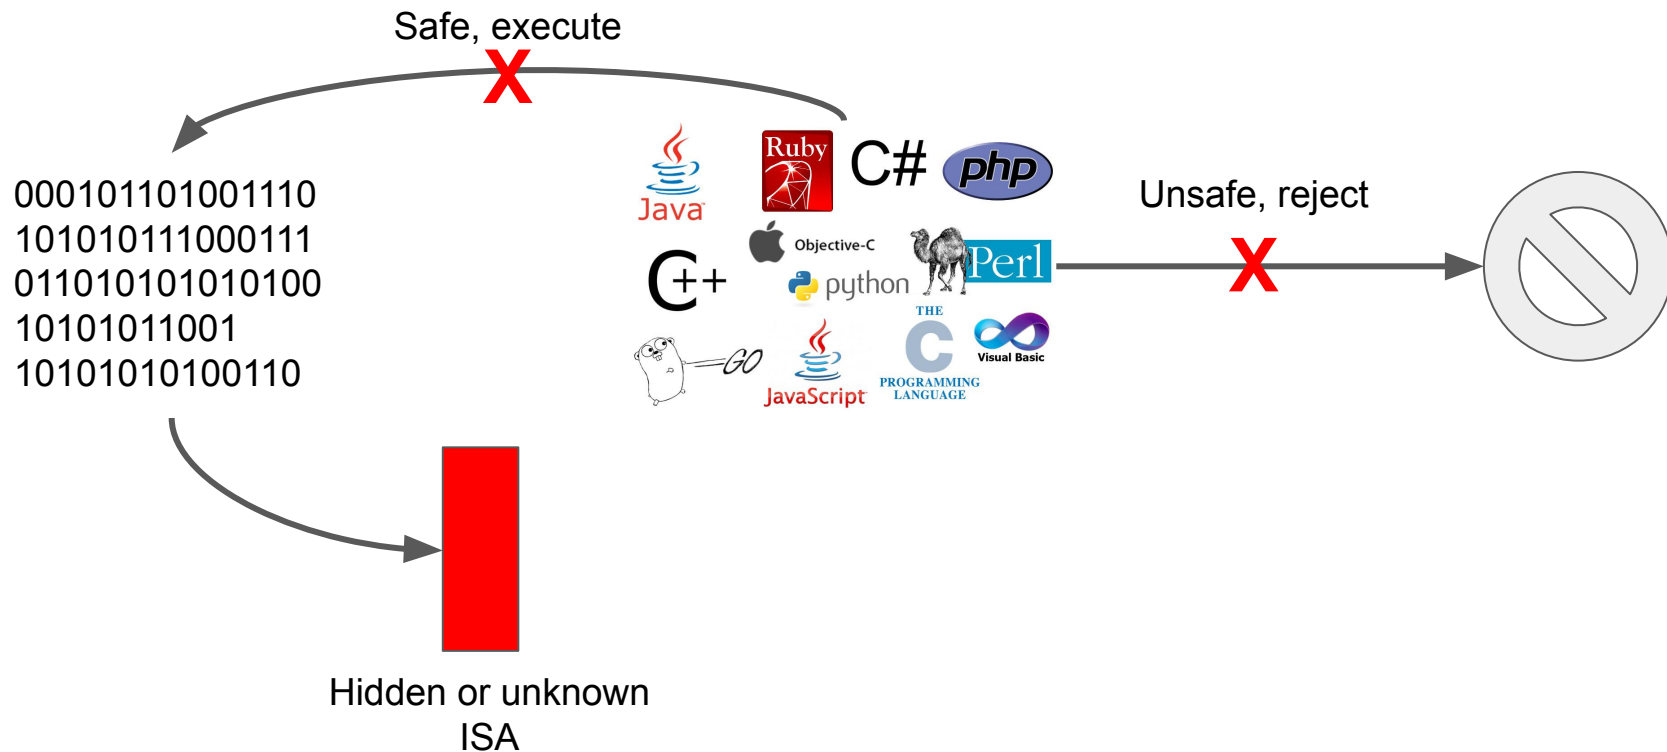 Safe, execute
X
000101101001110
101010111000111
011010101010100
10101011001
10101010100110
Java
Ruby
C#
php
C++
Objective-C
python
Perl
GO
JavaScript
THE
C
PROGRAMMING
LANGUAGE
Visual Basic
Unsafe, reject
X
Hidden or unknown
ISA